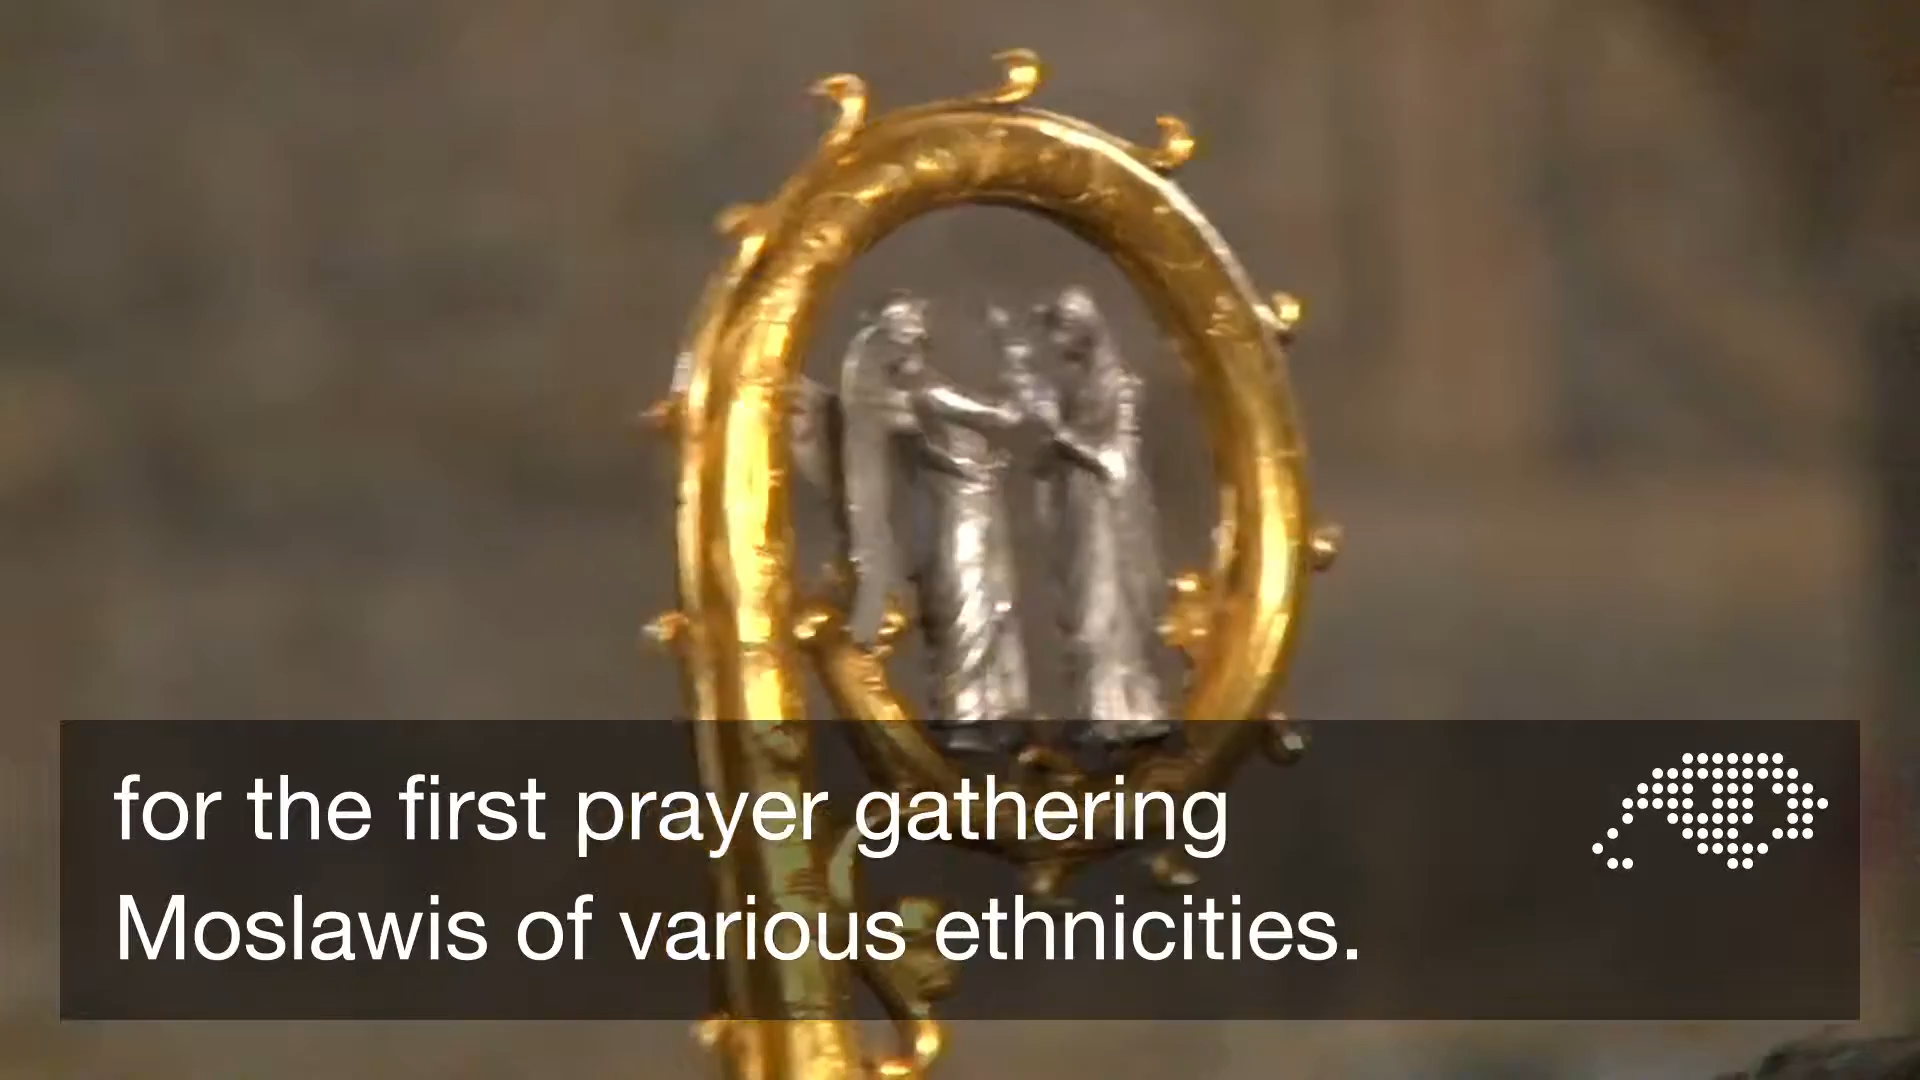 for the first prayer gathering
Moslawis of various ethnicities.